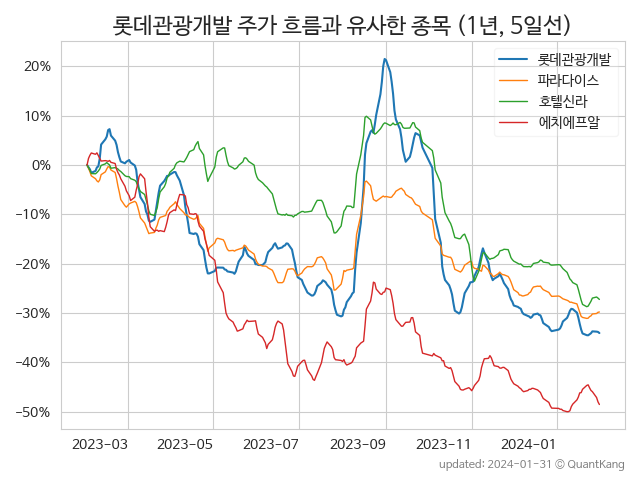 롯데관광개발 주가 흐름과 유사한 종목 (1년, 5일선)
롯데관광개발
파라다이스
호텔신라
에치에프알
20%
10%
0%
−10%
−20%
−30%
−40%
−50%
2023-03 2023-05 2023-07 2023-09 2023-11 2024-01
updated: 2024-01-31 © QuantKang